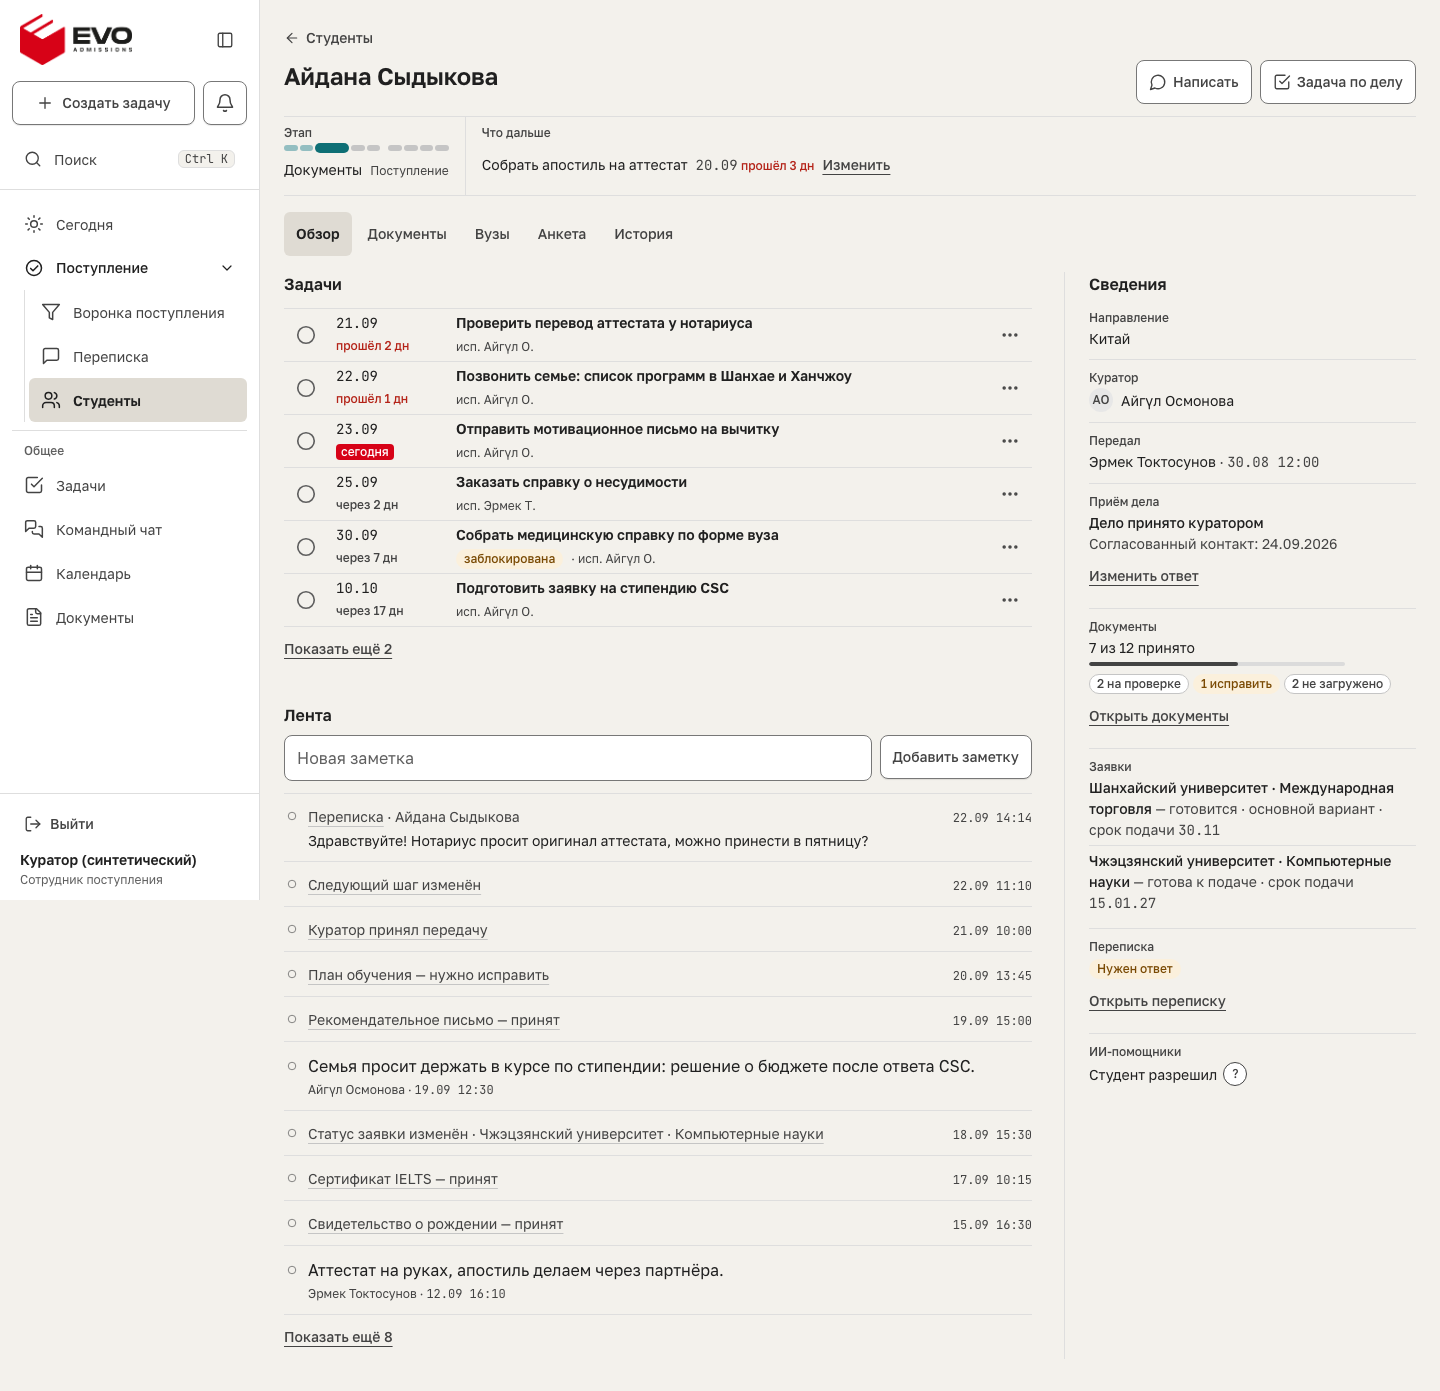 EVO
ADMISSIONS
Создать задачу
Поиск
Ctrl K
Сегодня
Поступление
Воронка поступления
Переписка
Студенты
Общее
Задачи
Командный чат
Календарь
Документы
Выйти
Куратор (синтетический)
Сотрудник поступления
Студенты
Айдана Сыдыкова
Написать
Задача по делу
Этап
Документы Поступление
Что дальше
Собрать апостиль на аттестат 20.09 прошёл 3 дн Изменить
Обзор Документы Вузы Анкета История
Задачи
21.09
прошёл 2 дн
Проверить перевод аттестата у нотариуса
исп. Айгүл О.
22.09
прошёл 1 дн
Позвонить семье: список программ в Шанхае и Ханчжоу
исп. Айгүл О.
23.09
сегодня
Отправить мотивационное письмо на вычитку
исп. Айгүл О.
25.09
через 2 дн
Заказать справку о несудимости
исп. Эрмек Т.
30.09
через 7 дн
Собрать медицинскую справку по форме вуза
заблокирована · исп. Айгүл О.
10.10
через 17 дн
Подготовить заявку на стипендию CSC
исп. Айгүл О.
Показать ещё 2
Лента
Новая заметка
Добавить заметку
Переписка · Айдана Сыдыкова 22.09 14:14
Здравствуйте! Нотариус просит оригинал аттестата, можно принести в пятницу?
Следующий шаг изменён 22.09 11:10
Куратор принял передачу 21.09 10:00
План обучения — нужно исправить 20.09 13:45
Рекомендательное письмо — принят 19.09 15:00
Семья просит держать в курсе по стипендии: решение о бюджете после ответа CSC.
Айгүл Осмонова · 19.09 12:30
Статус заявки изменён · Чжэцзянский университет · Компьютерные науки 18.09 15:30
Сертификат IELTS — принят 17.09 10:15
Свидетельство о рождении — принят 15.09 16:30
Аттестат на руках, апостиль делаем через партнёра.
Эрмек Токтосунов · 12.09 16:10
Показать ещё 8
Сведения
Направление
Китай
Куратор
АО Айгүл Осмонова
Передал
Эрмек Токтосунов · 30.08 12:00
Приём дела
Дело принято куратором
Согласованный контакт: 24.09.2026
Изменить ответ
Документы
7 из 12 принято
2 на проверке 1 исправить 2 не загружено
Открыть документы
Заявки
Шанхайский университет · Международная
торговля — готовится · основной вариант ·
срок подачи 30.11
Чжэцзянский университет · Компьютерные
науки — готова к подаче · срок подачи
15.01.27
Переписка
Нужен ответ
Открыть переписку
ИИ-помощники
Студент разрешил ?